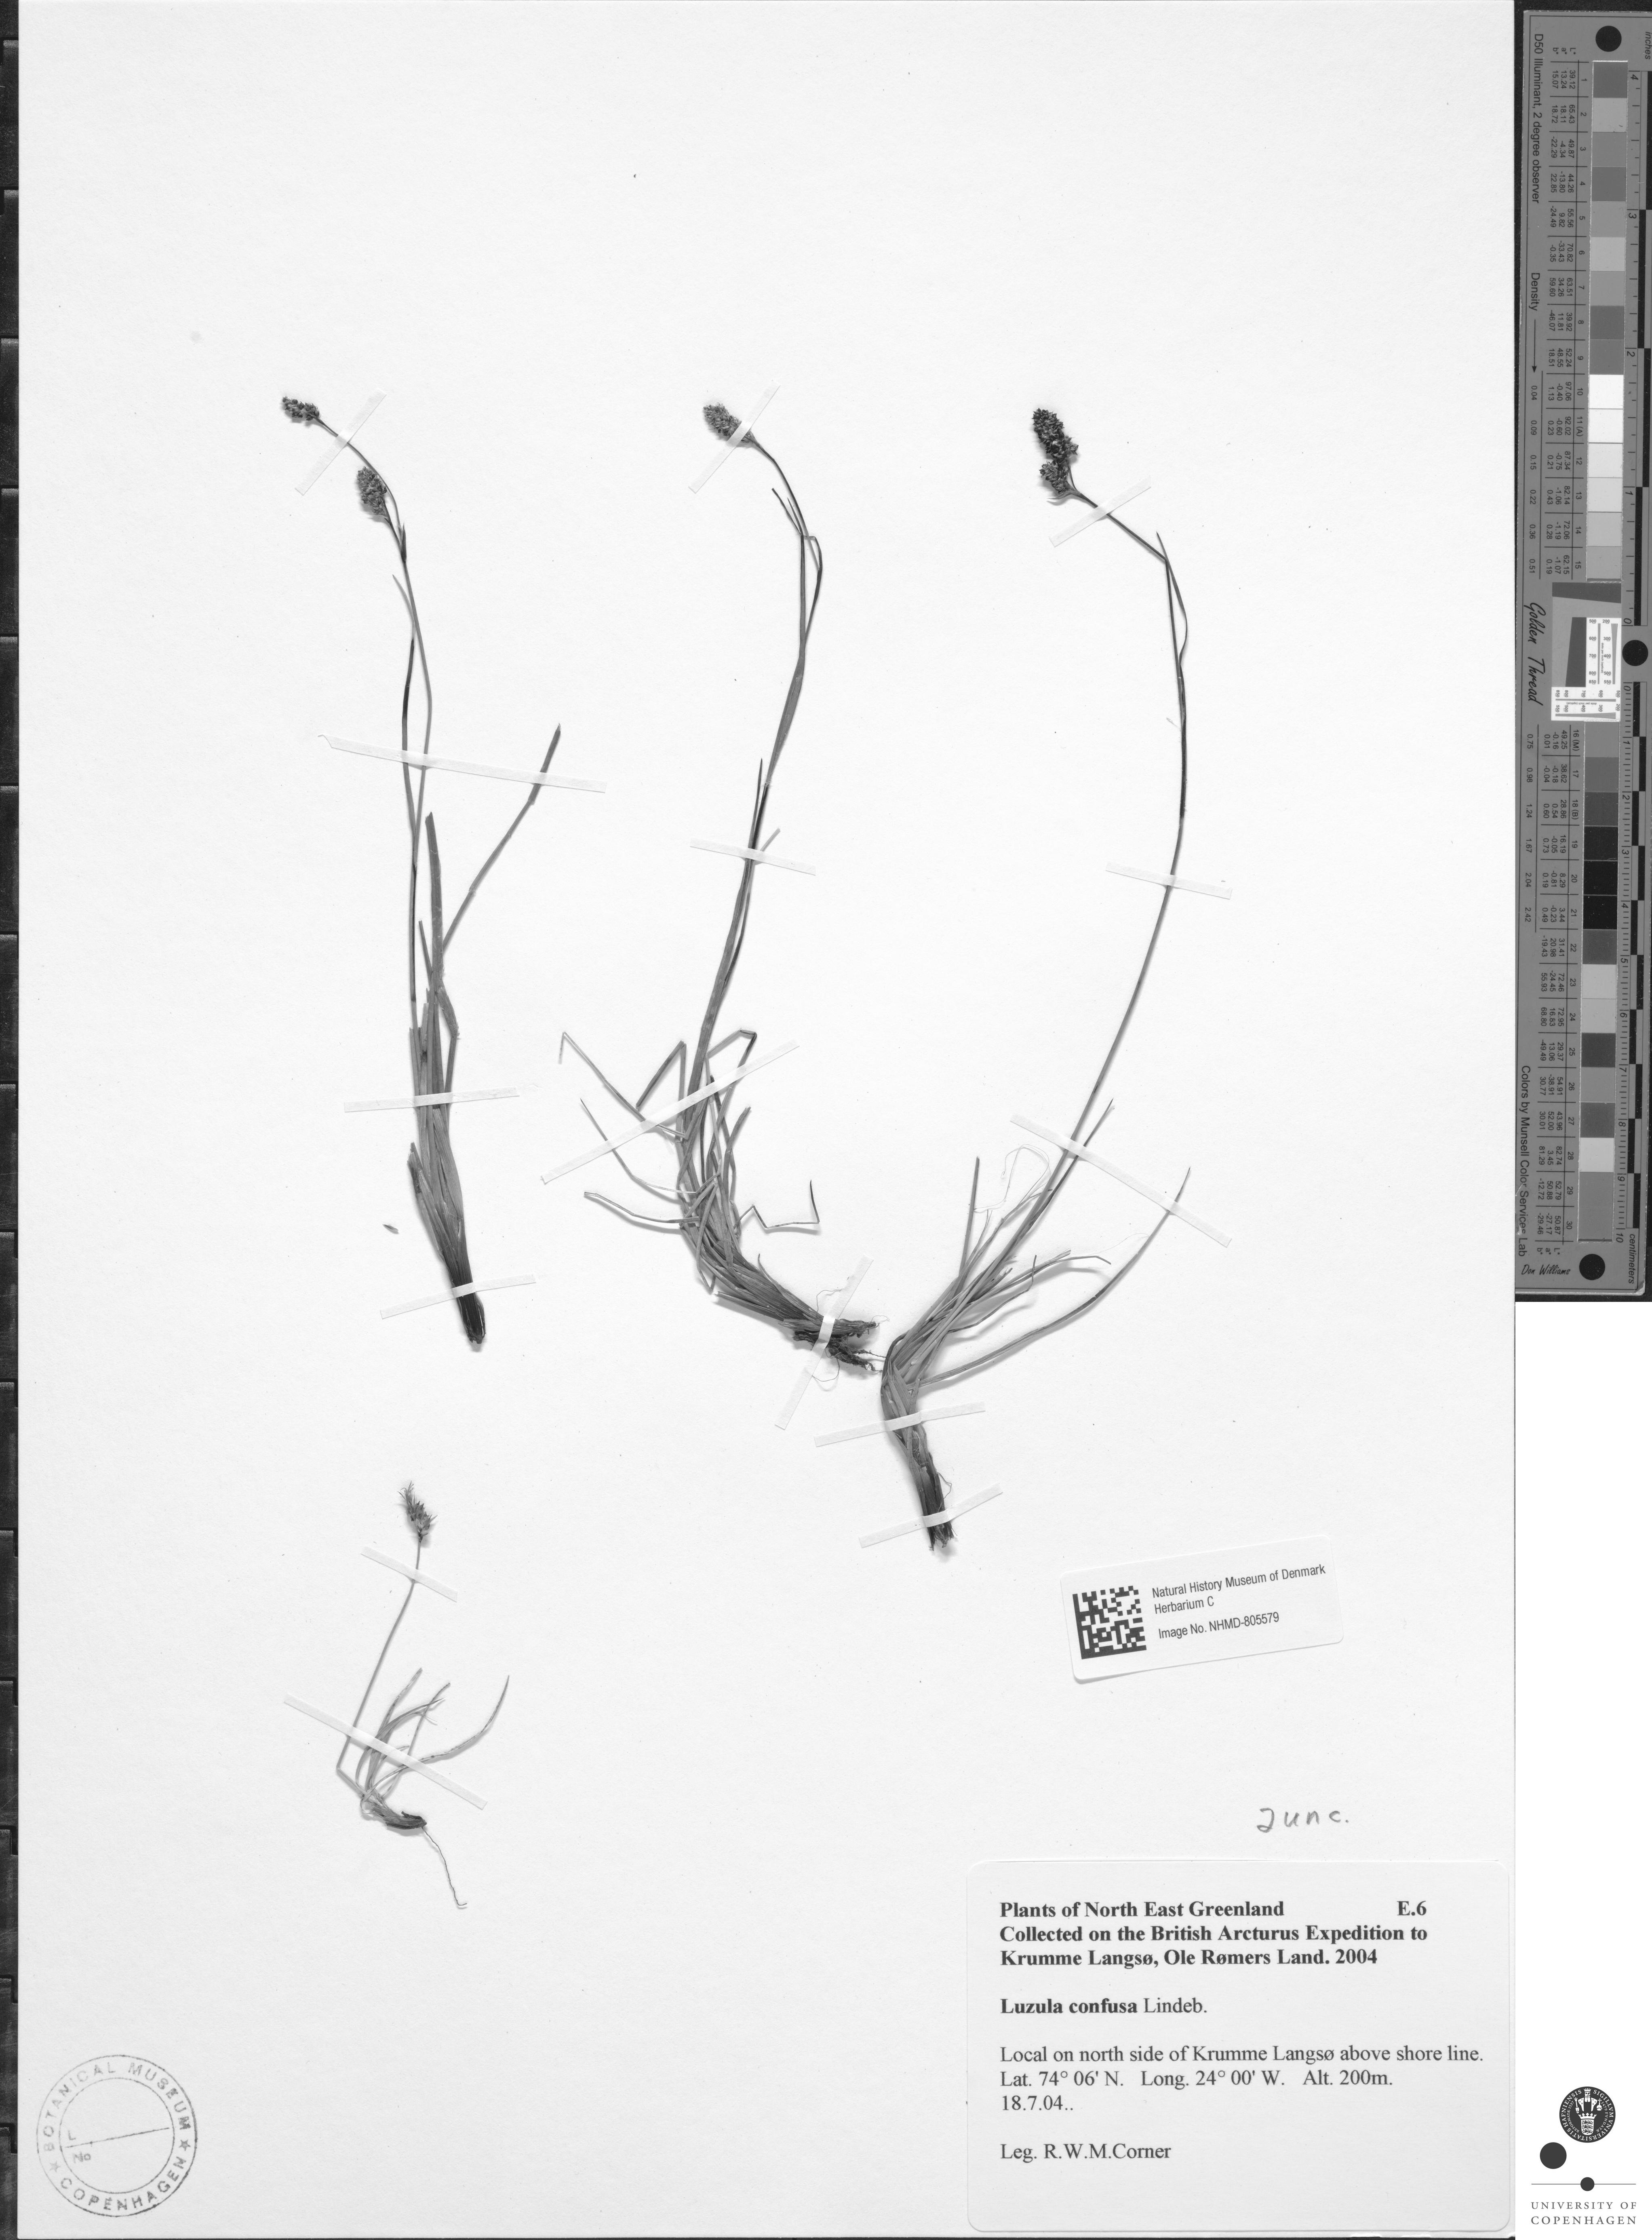 Natural History Museum of Denmark
Herbarium C
Image No. NHMD-805579
Junc.
Plants of North East Greenland E.6
Collected on the British Arcturus Expedition to
Krumme Langsø, Ole Rømers Land. 2004
Luzula confusa Lindeb.
Local on north side of Krumme Langsø above shore line.
Lat. 74° 06' N. Long. 24° 00' W. Alt. 200m.
18.7.04..
Leg. R.W.M.Corner
BOTANICAL MUSEUM
COPENHAGEN
L
No
inches
D50 Illuminant, 2 degree observer
Density
Golden Thread
Colors by Munsell Color Services Lab
Don Williams
centimeters
UNIVERSITY OF
COPENHAGEN